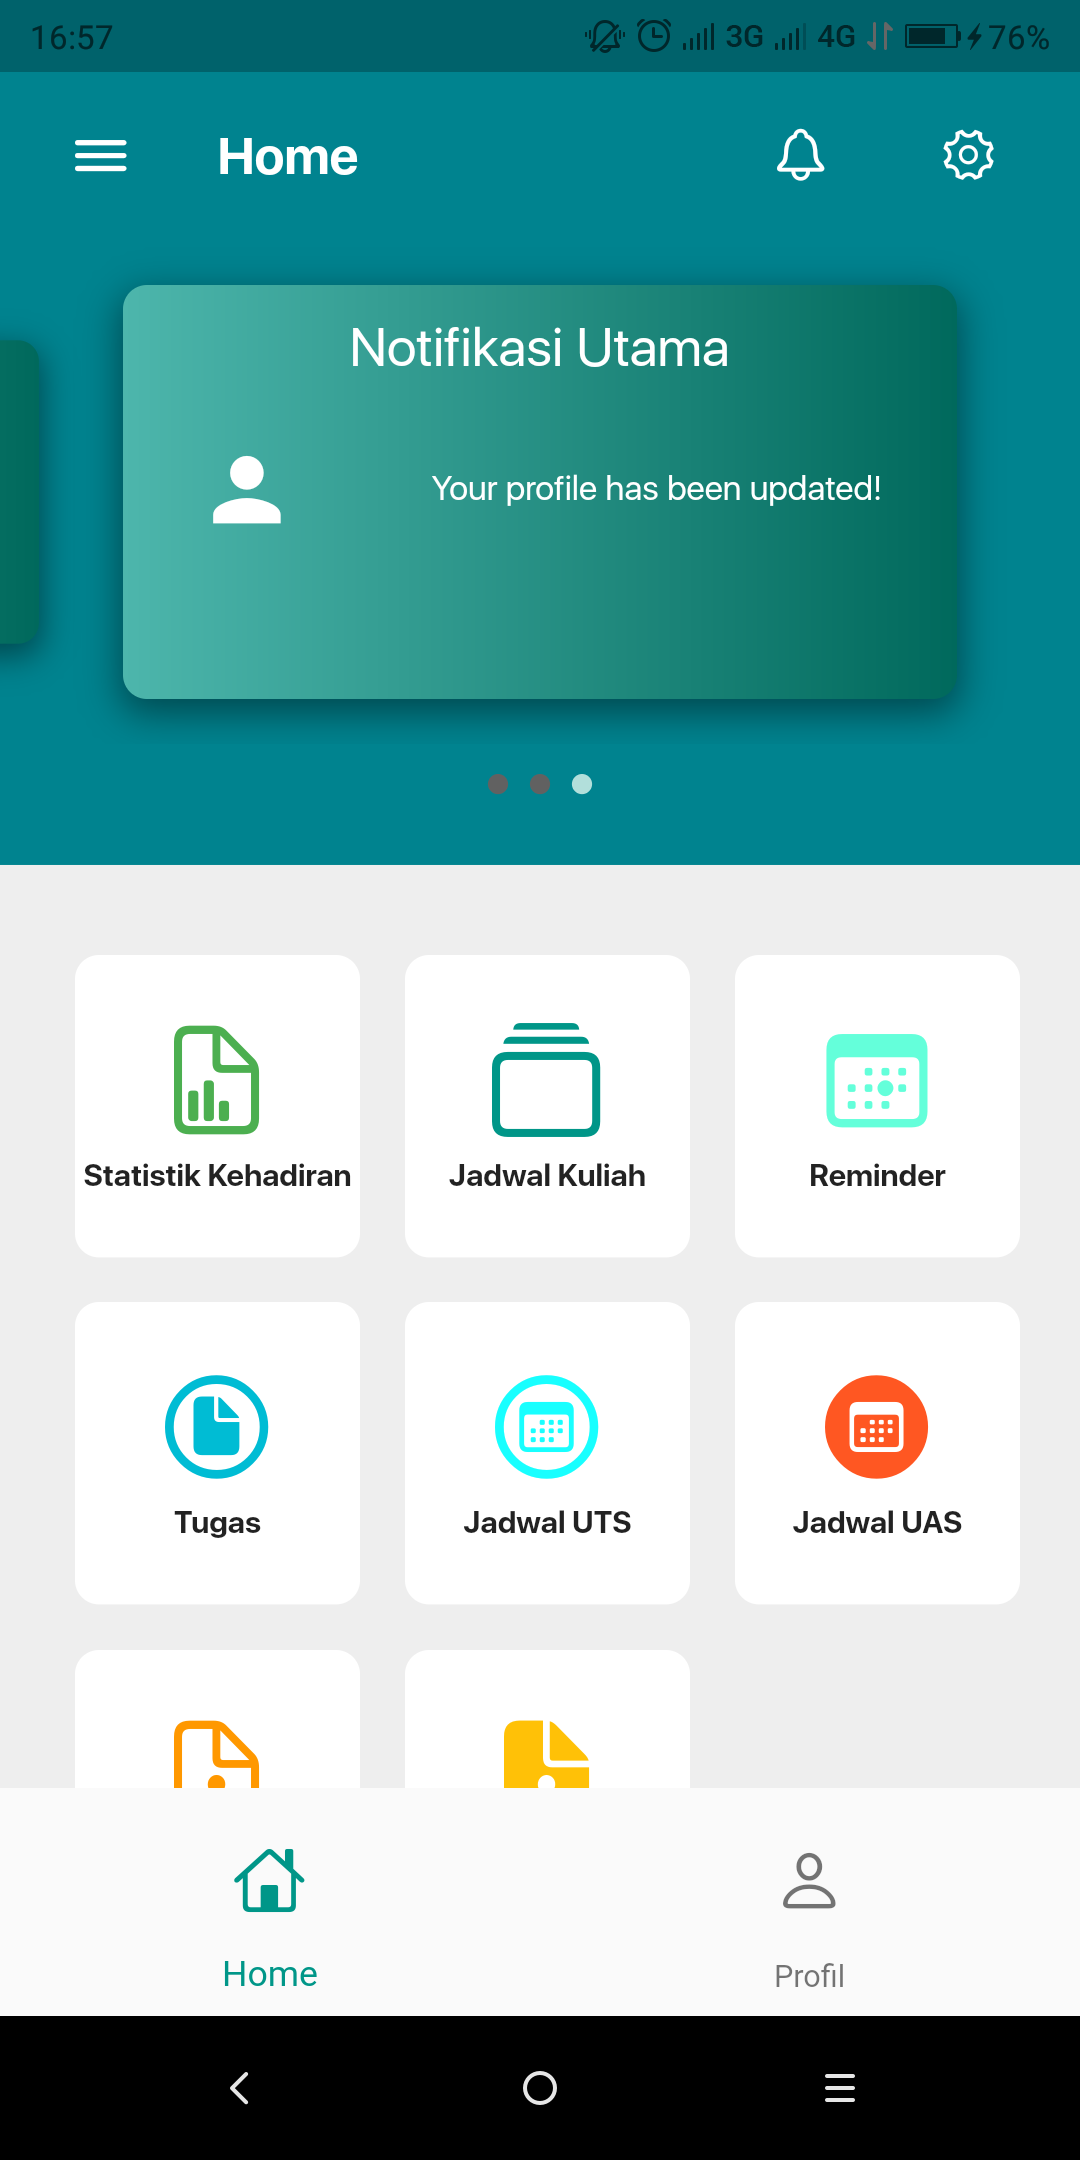 16:57 3G 4G 76%
Home
Notifikasi Utama
Your profile has been updated!
Statistik Kehadiran Jadwal Kuliah Reminder
Tugas Jadwal UTS Jadwal UAS
Home Profil